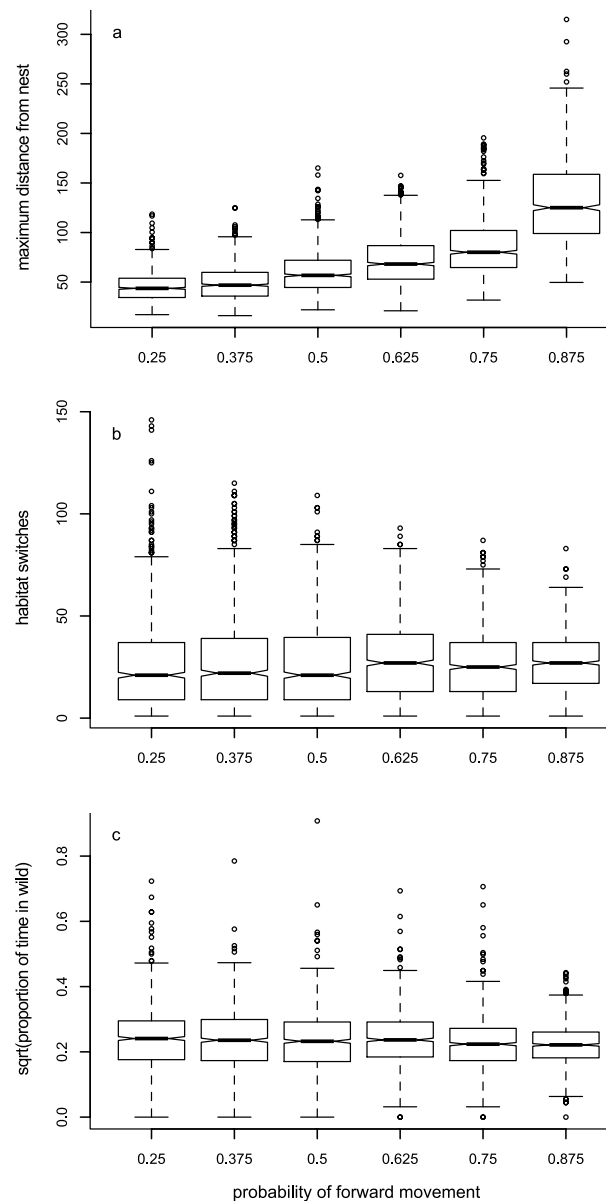 a
maximum distance from nest
300
250
200
150
100
50
0.25 0.375 0.5 0.625 0.75 0.875
b
habitat switches
150
100
50
0
0.25 0.375 0.5 0.625 0.75 0.875
c
sqrt(proportion of time in wild)
0.8
0.6
0.4
0.2
0.0
0.25 0.375 0.5 0.625 0.75 0.875
probability of forward movement